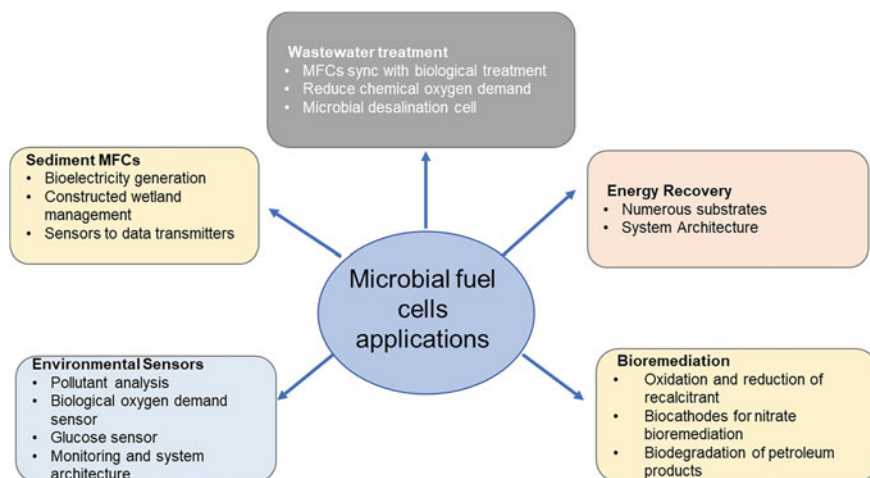 Wastewater treatment
• MFCs sync with biological treatment
• Reduce chemical oxygen demand
• Microbial desalination cell
Sediment MFCs
• Bioelectricity generation
• Constructed wetland
management
• Sensors to data transmitters
Energy Recovery
• Numerous substrates
• System Architecture
Microbial fuel
cells
applications
Environmental Sensors
• Pollutant analysis
• Biological oxygen demand
sensor
• Glucose sensor
• Monitoring and system
architecture
Bioremediation
• Oxidation and reduction of
recalcitrant
• Biocathodes for nitrate
bioremediation
• Biodegradation of petroleum
products